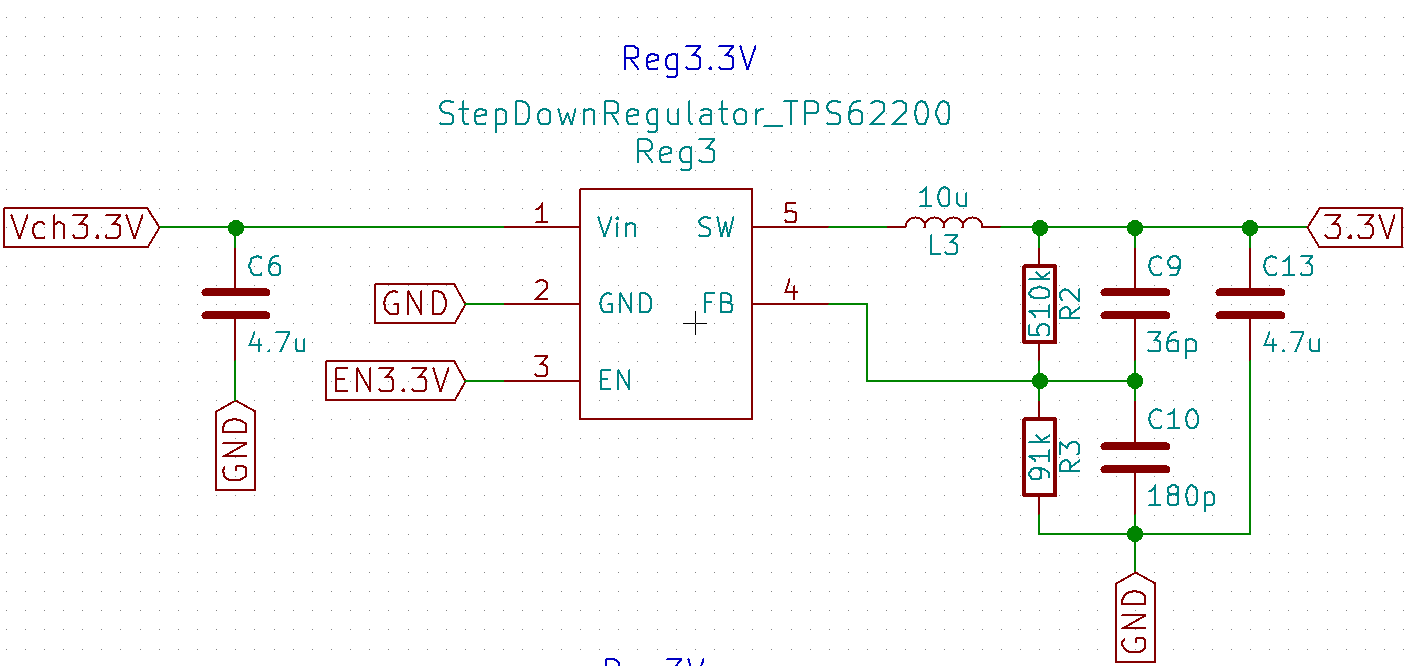 Reg3.3V
StepDownRegulator_TPS62200
Reg3
Vch3.3V
C6
4.7u
GND
GND
EN3.3V
1
2
3
Vin
GND
EN
SW
FB
5
4
10u
L3
510k
R2
C9
36p
C13
4.7u
3.3V
91k
R3
C10
180p
GND